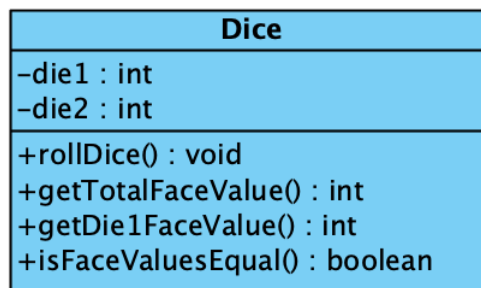 Dice
-die1 : int
-die2 : int
+rollDice() : void
+getTotalFaceValue() : int
+getDie1FaceValue() : int
+isFaceValuesEqual() : boolean